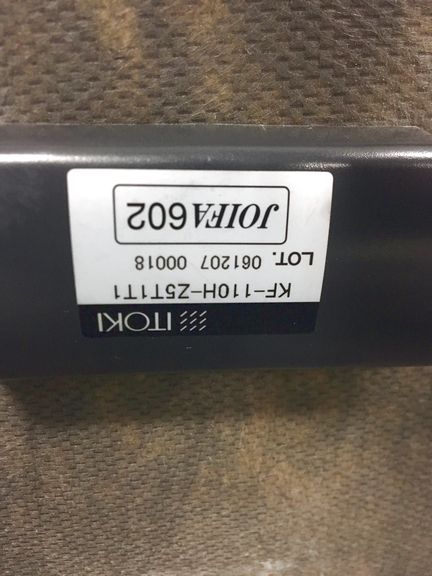 ITOKI
KF-110H-Z5T1T1
LOT. 061207 00018
JOIFA602